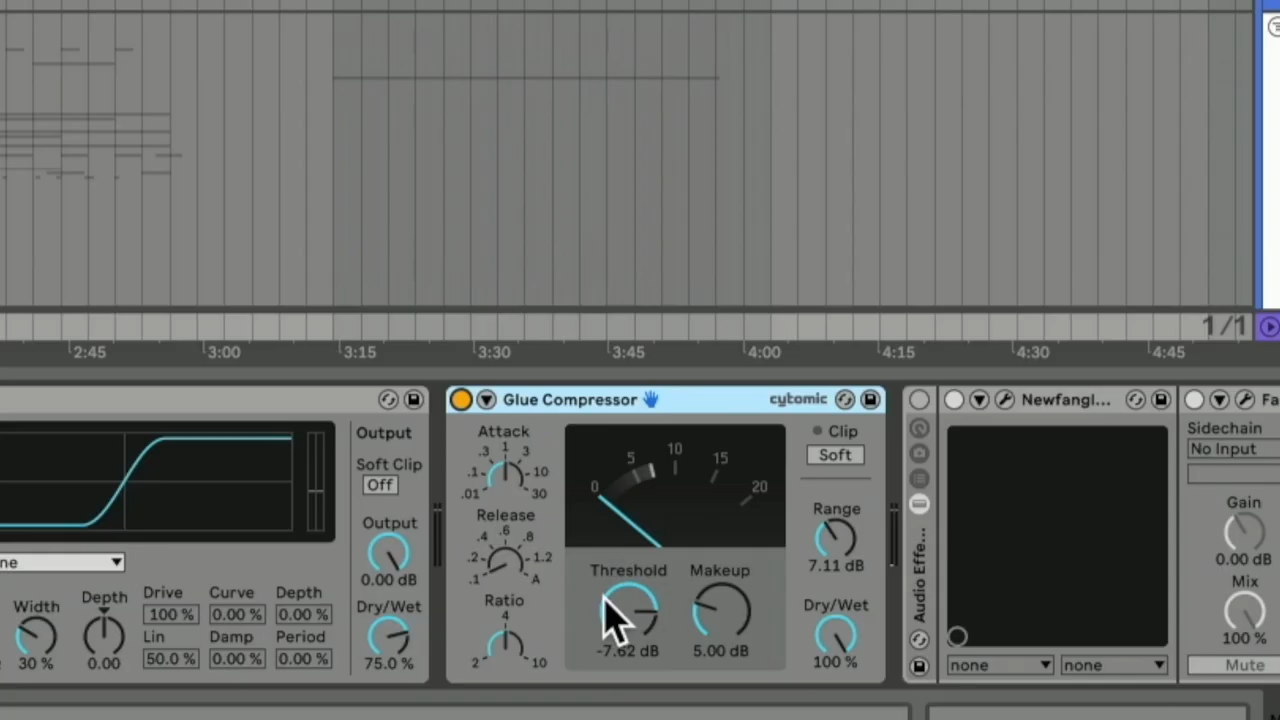 1/1
2:45 3:00 3:15 3:30 3:45 4:00 4:15 4:30 4:45
Output
Soft Clip
Off
Output
0.00 dB
Dry/Wet
75.0 %
Width
30 %
Depth
0.00
Drive Curve Depth
100 % 0.00 % 0.00 %
Lin Damp Period
50.0 % 0.00 % 0.00 %
Glue Compressor cytomic
Attack
.01 .1 .3 1 3 10 30
Release
.1 .2 .4 .6 .8 1.2 A
Ratio
2 4 10
0 5 10 15 20
Threshold Makeup
-7.62 dB 5.00 dB
Clip
Soft
Range
7.11 dB
Dry/Wet
100 %
Audio Effe...
Newfangl...
none none
Fa
Sidechain
No Input
Gain
0.00 dB
Mix
100 %
Mute